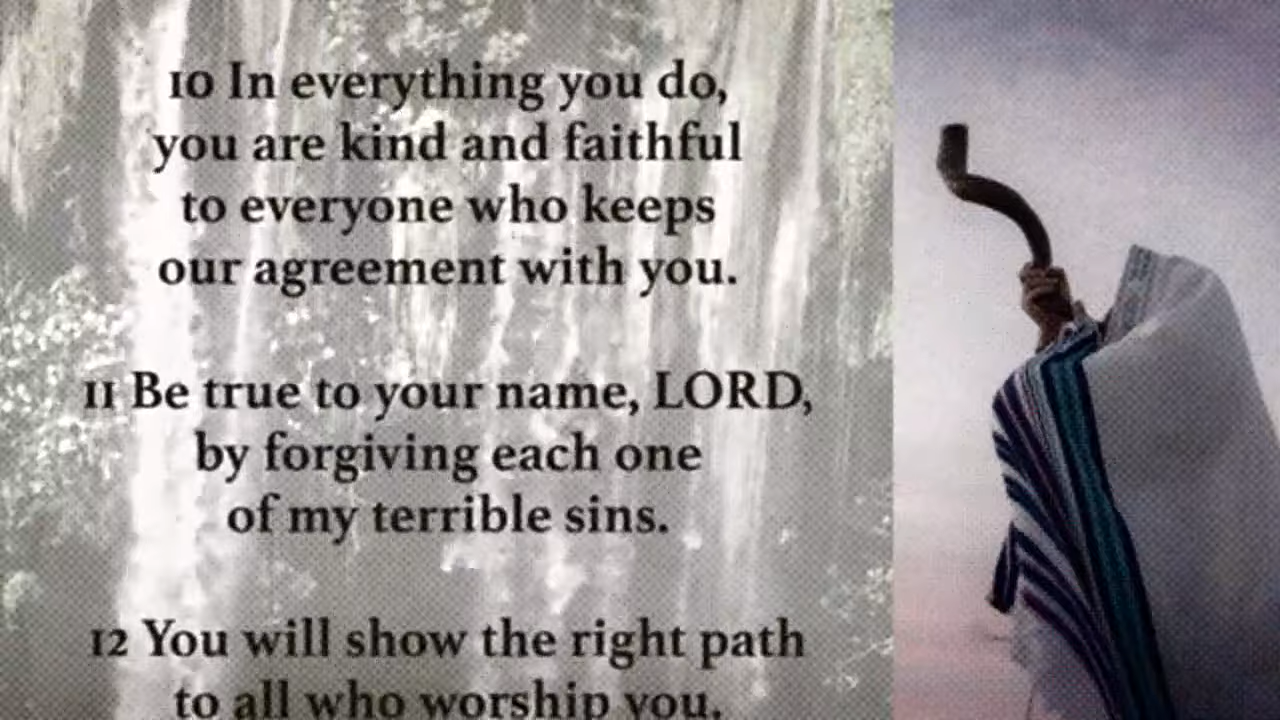 10 In everything you do,
you are kind and faithful
to everyone who keeps
our agreement with you.
11 Be true to your name, LORD,
by forgiving each one
of my terrible sins.
12 You will show the right path
to all who worship you.